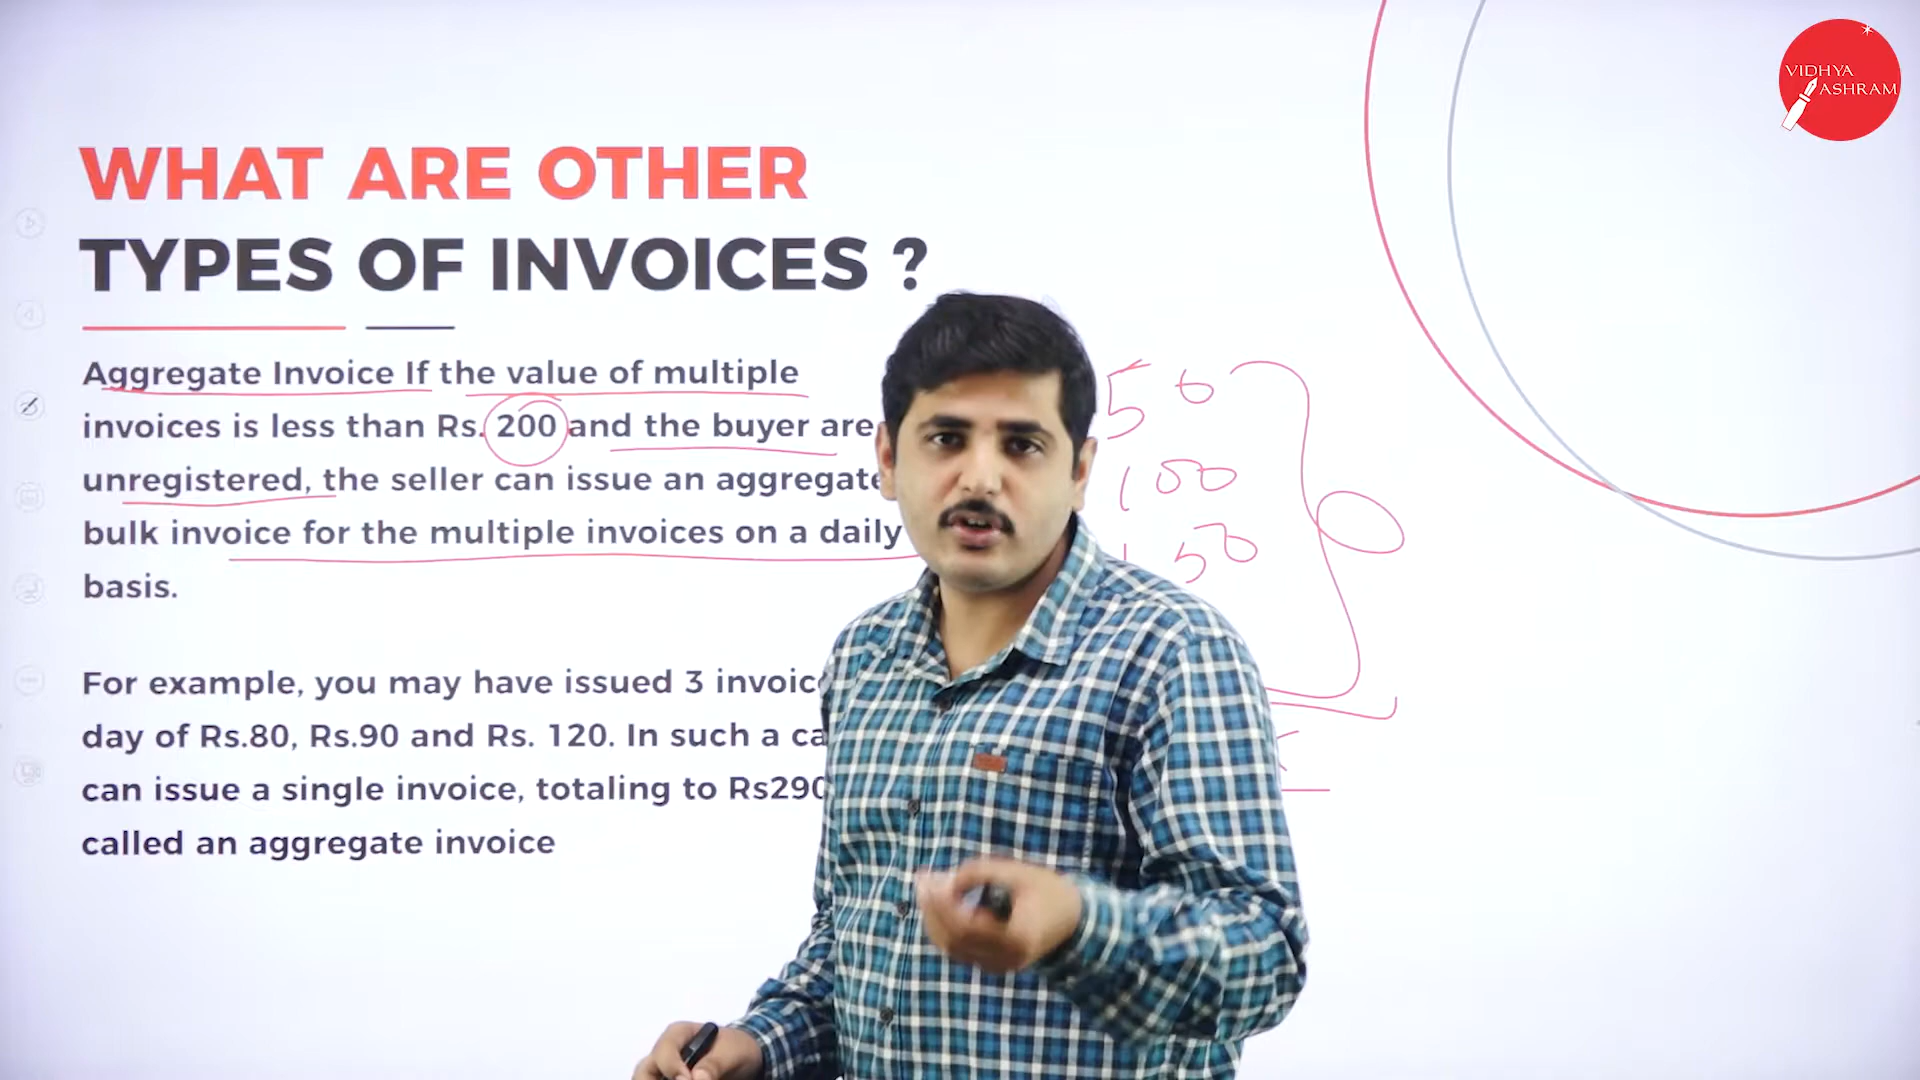 VIDHYA
ASHRAM
WHAT ARE OTHER
TYPES OF INVOICES ?
Aggregate Invoice If the value of multiple
invoices is less than Rs. 200 and the buyer are
unregistered, the seller can issue an aggregate
bulk invoice for the multiple invoices on a daily
basis.
For example, you may have issued 3
day of Rs.80, Rs.90 and Rs. 120. In such a
can issue a single invoice, totaling to Rs290
called an aggregate invoice
50
100
150